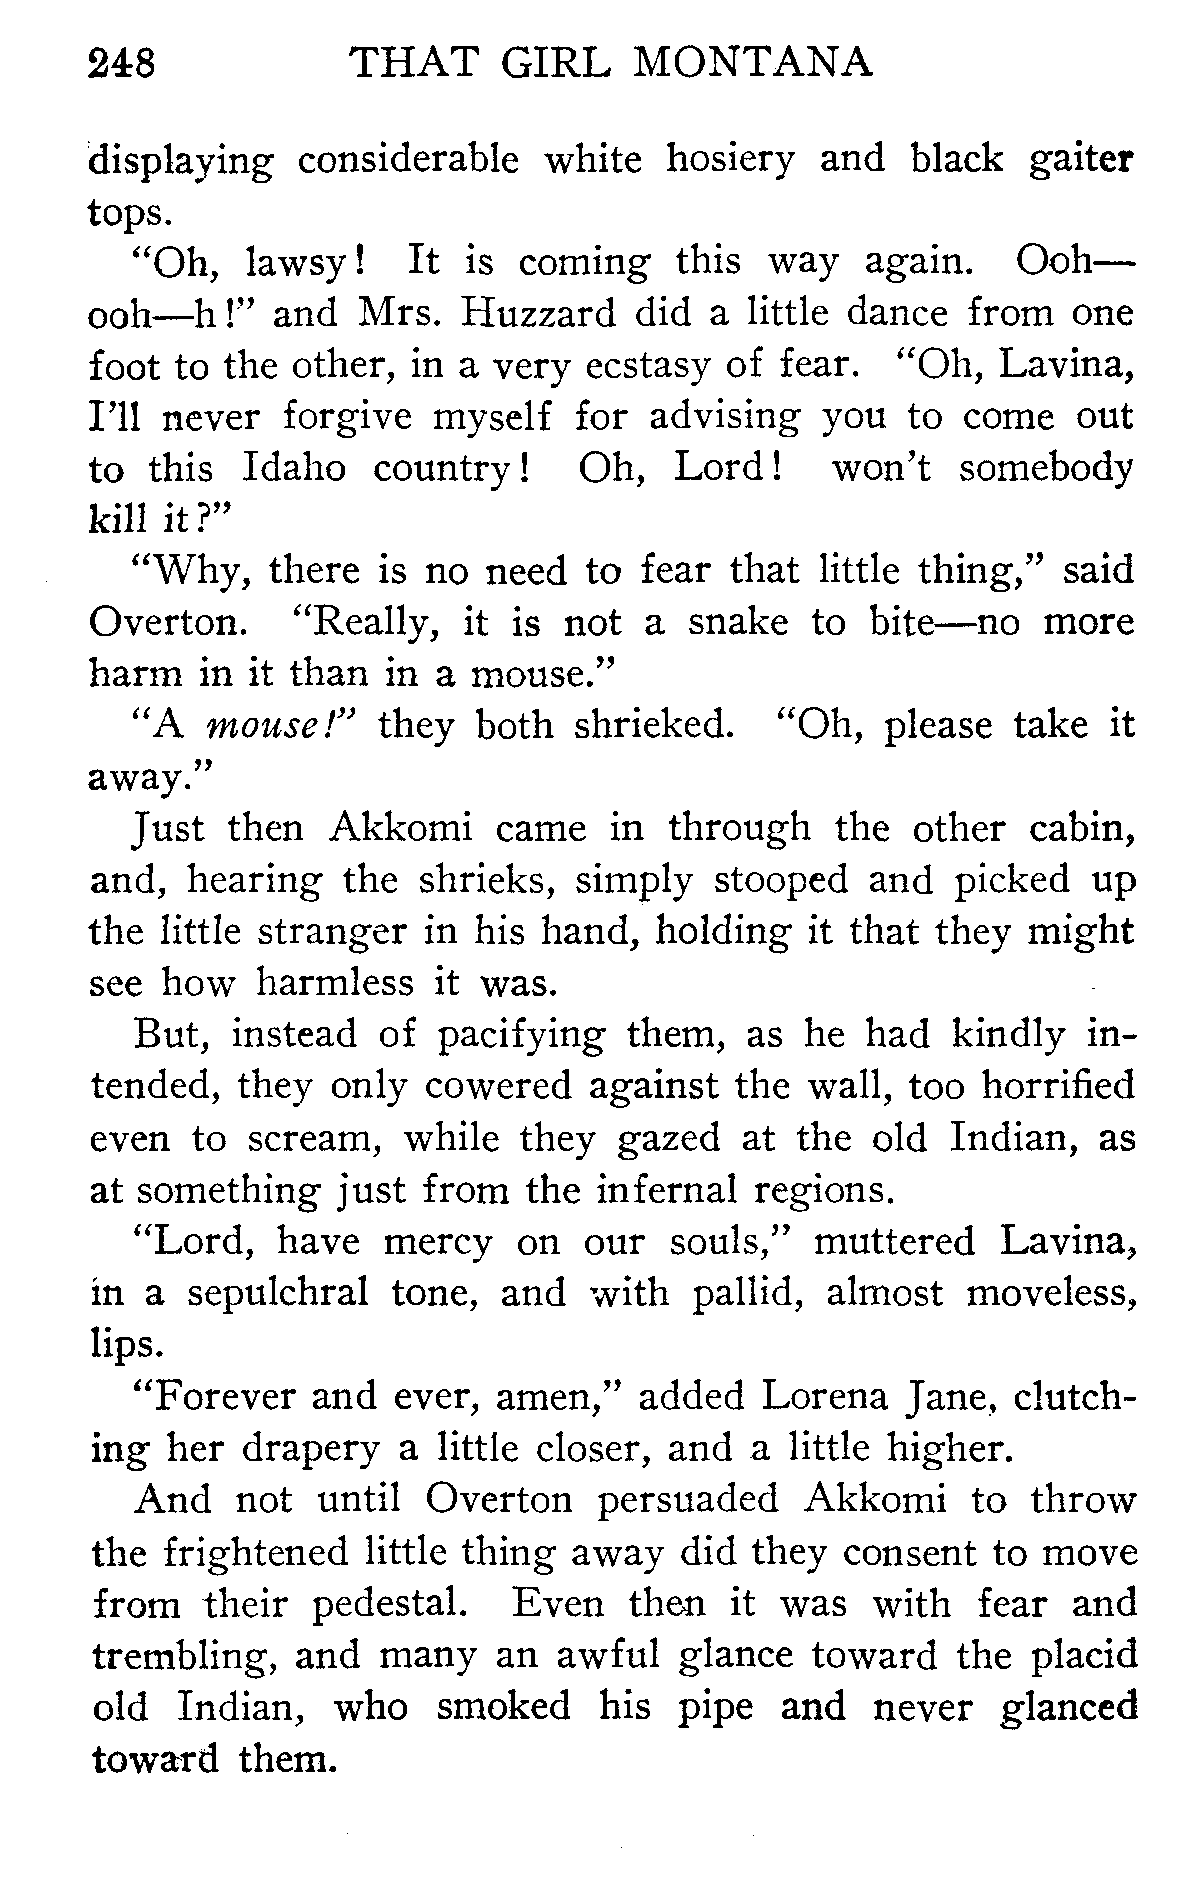 248 THAT GIRL MONTANA
displaying considerable white hosiery and black gaiter
tops.
“Oh, lawsy! It is coming this way again. Ooh—
ooh—h!” and Mrs. Huzzard did a little dance from one
foot to the other, in a very ecstasy of fear. “Oh, Lavina,
I’ll never forgive myself for advising you to come out
to this Idaho country! Oh, Lord! won’t somebody
kill it?”
“Why, there is no need to fear that little thing,” said
Overton. “Really, it is not a snake to bite—no more
harm in it than in a mouse.”
“A mouse!” they both shrieked. “Oh, please take it
away.”
Just then Akkomi came in through the other cabin,
and, hearing the shrieks, simply stooped and picked up
the little stranger in his hand, holding it that they might
see how harmless it was.
But, instead of pacifying them, as he had kindly in-
tended, they only cowered against the wall, too horrified
even to scream, while they gazed at the old Indian, as
at something just from the infernal regions.
“Lord, have mercy on our souls,” muttered Lavina,
in a sepulchral tone, and with pallid, almost moveless,
lips.
“Forever and ever, amen,” added Lorena Jane, clutch-
ing her drapery a little closer, and a little higher.
And not until Overton persuaded Akkomi to throw
the frightened little thing away did they consent to move
from their pedestal. Even then it was with fear and
trembling, and many an awful glance toward the placid
old Indian, who smoked his pipe and never glanced
toward them.